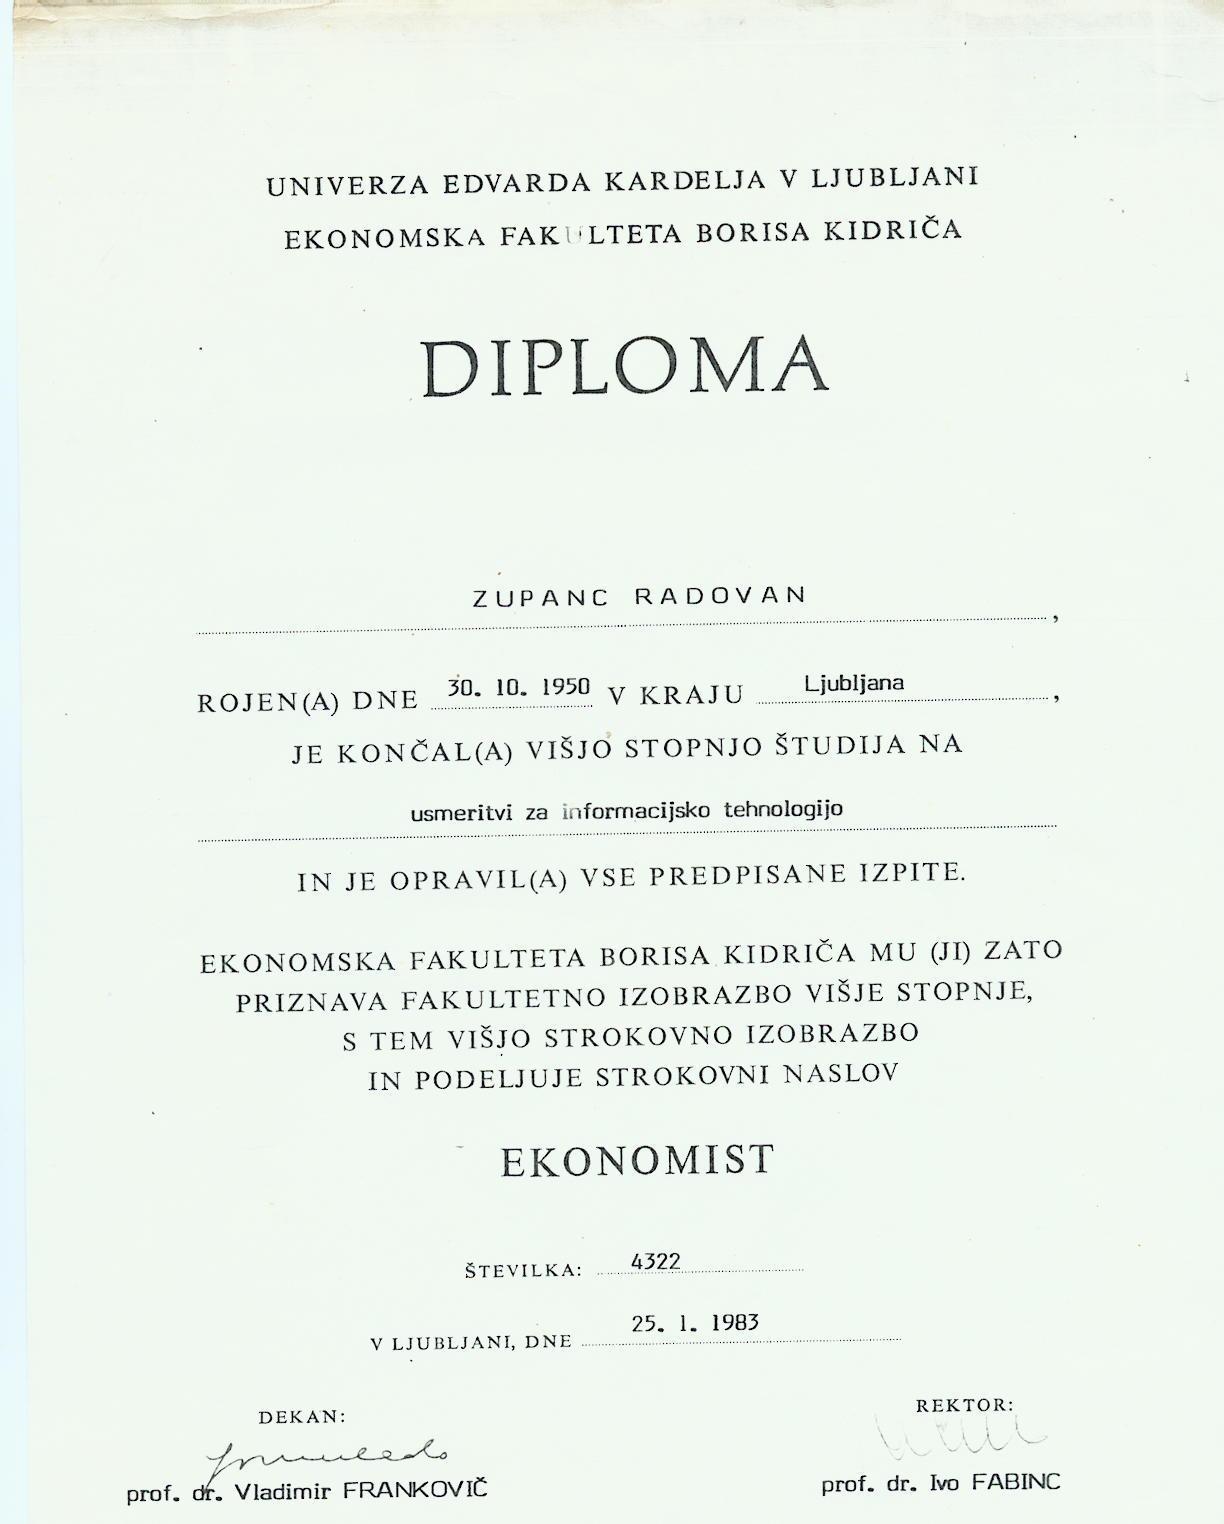 UNIVERZA EDVARDA KARDELJA V LJUBLJANI
EKONOMSKA FAKULTETA BORISA KIDRIČA
DIPLOMA
ZUPANC RADOVAN,
ROJEN(A) DNE 30. 10. 1950 V KRAJU Ljubljana,
JE KONČAL(A) VIŠJO STOPNJO ŠTUDIJA NA
usmeritvi za informacijsko tehnologijo
IN JE OPRAVIL(A) VSE PREDPISANE IZPITE.
EKONOMSKA FAKULTETA BORISA KIDRIČA MU (JI) ZATO
PRIZNAVA FAKULTETNO IZOBRAZBO VIŠJE STOPNJE,
S TEM VIŠJO STROKOVNO IZOBRAZBO
IN PODELJUJE STROKOVNI NASLOV
EKONOMIST
ŠTEVILKA: 4322
V LJUBLJANI, DNE 25. 1. 1983
DEKAN: REKTOR:
prof. dr. Vladimir FRANKOVIČ prof. dr. Ivo FABINC